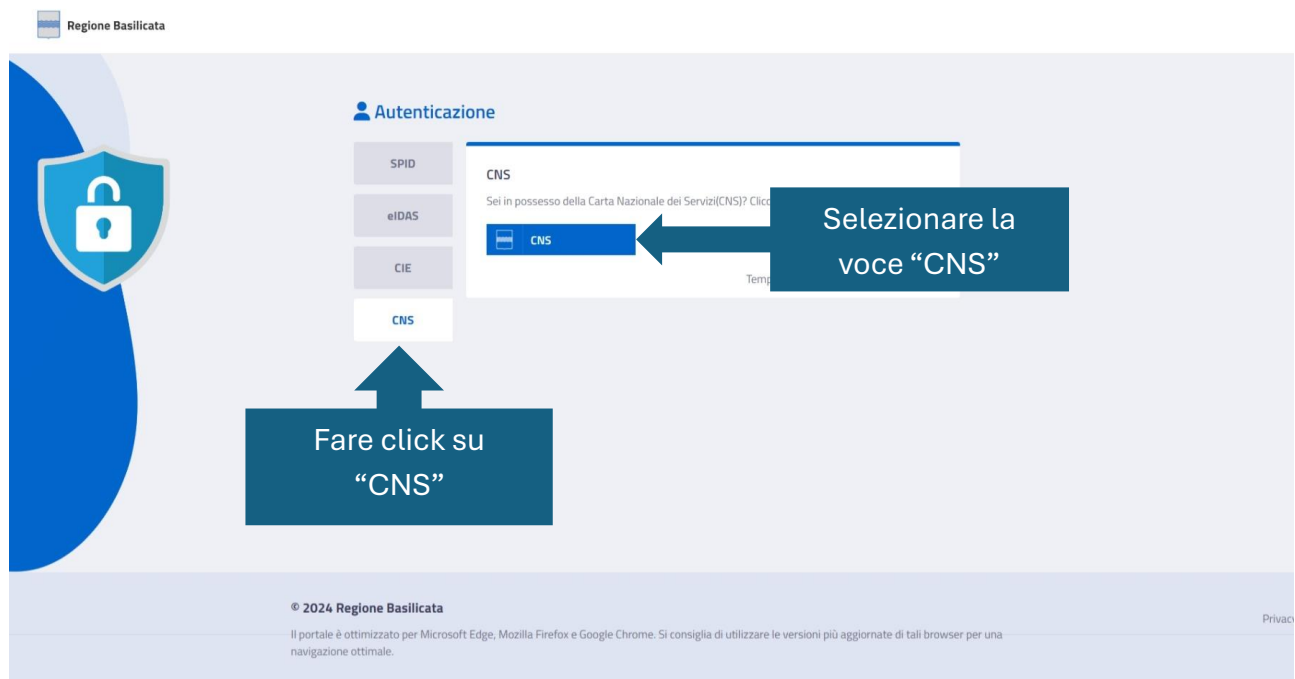 Regione Basilicata
Autenticazione
SPID
eIDAS
CIE
CNS
CNS
Sei in possesso della Carta Nazionale dei Servizi(CNS)?
CNS
Selezionare la
voce “CNS”
Fare click su
“CNS”
© 2024 Regione Basilicata
Il portale è ottimizzato per Microsoft Edge, Mozilla Firefox e Google Chrome. Si consiglia di utilizzare le versioni più aggiornate di tali browser per una
navigazione ottimale.
Privacy